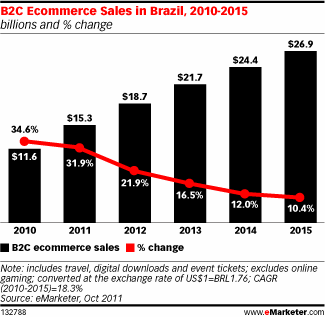 B2C Ecommerce Sales in Brazil, 2010-2015
billions and % change
$11.6
$15.3
$18.7
$21.7
$24.4
$26.9
34.6%
31.9%
21.9%
16.5%
12.0%
10.4%
2010 2011 2012 2013 2014 2015
B2C ecommerce sales % change
Note: includes travel, digital downloads and event tickets; excludes online
gaming; converted at the exchange rate of US$1=BRL1.76; CAGR
(2010-2015)=18.3%
Source: eMarketer, Oct 2011
132788 www.eMarketer.com